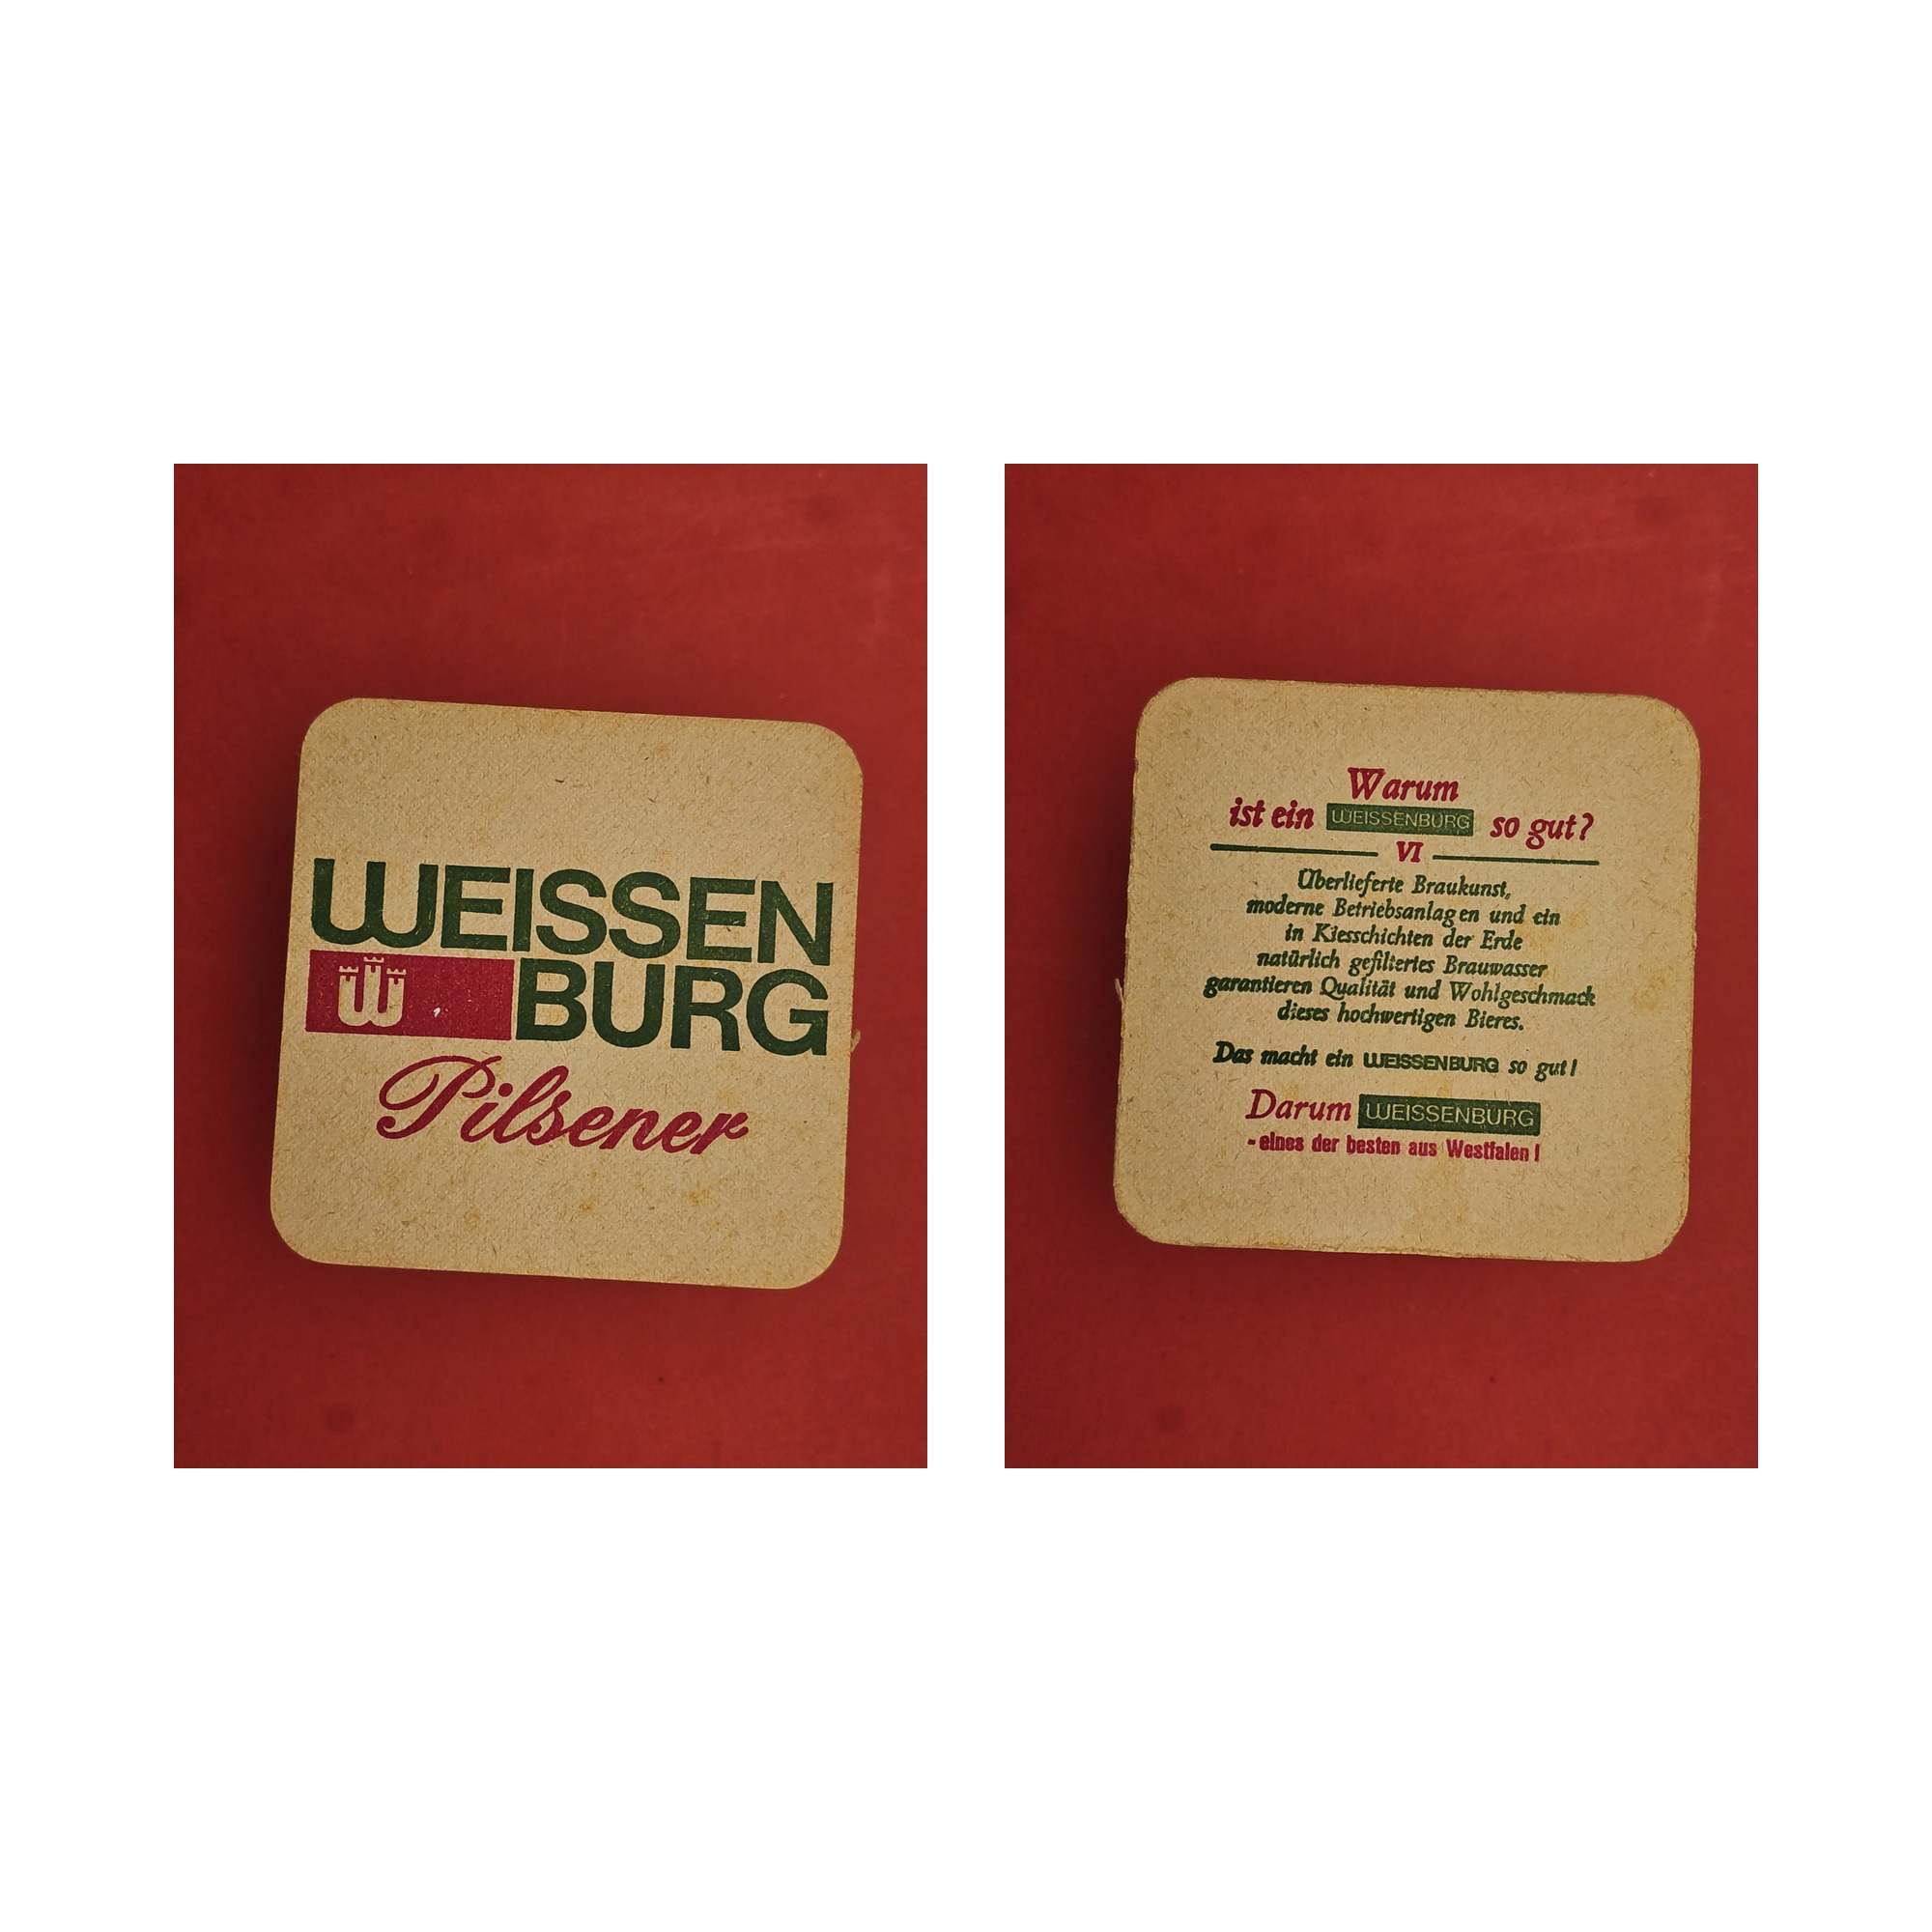 WEISSEN
W BURG
Pilsener
Warum
ist ein WEISSENBURG so gut?
VI
Überlieferte Braukunst,
moderne Betriebsanlagen und ein
in Kiesschichten der Erde
natürlich gefiltertes Brauwasser
garantieren Qualität und Wohlgeschmack
dieses hochwertigen Bieres.
Das macht ein WEISSENBURG so gut!
Darum WEISSENBURG
- eines der besten aus Westfalen!